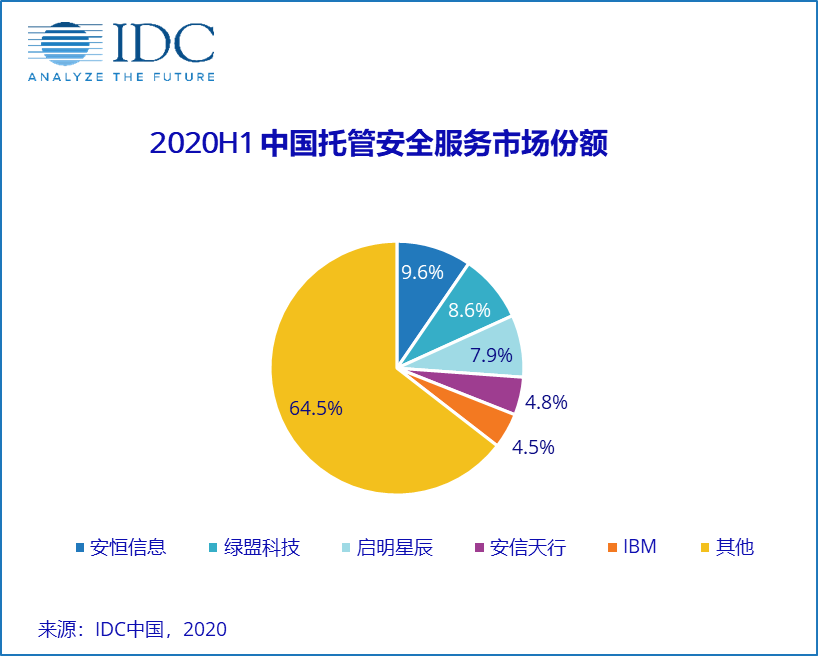 IDC
ANALYZE THE FUTURE
2020H1 中国托管安全服务市场份额
9.6%
8.6%
7.9%
4.8%
4.5%
64.5%
安恒信息 绿盟科技 启明星辰 安信天行 IBM 其他
来源：IDC中国，2020